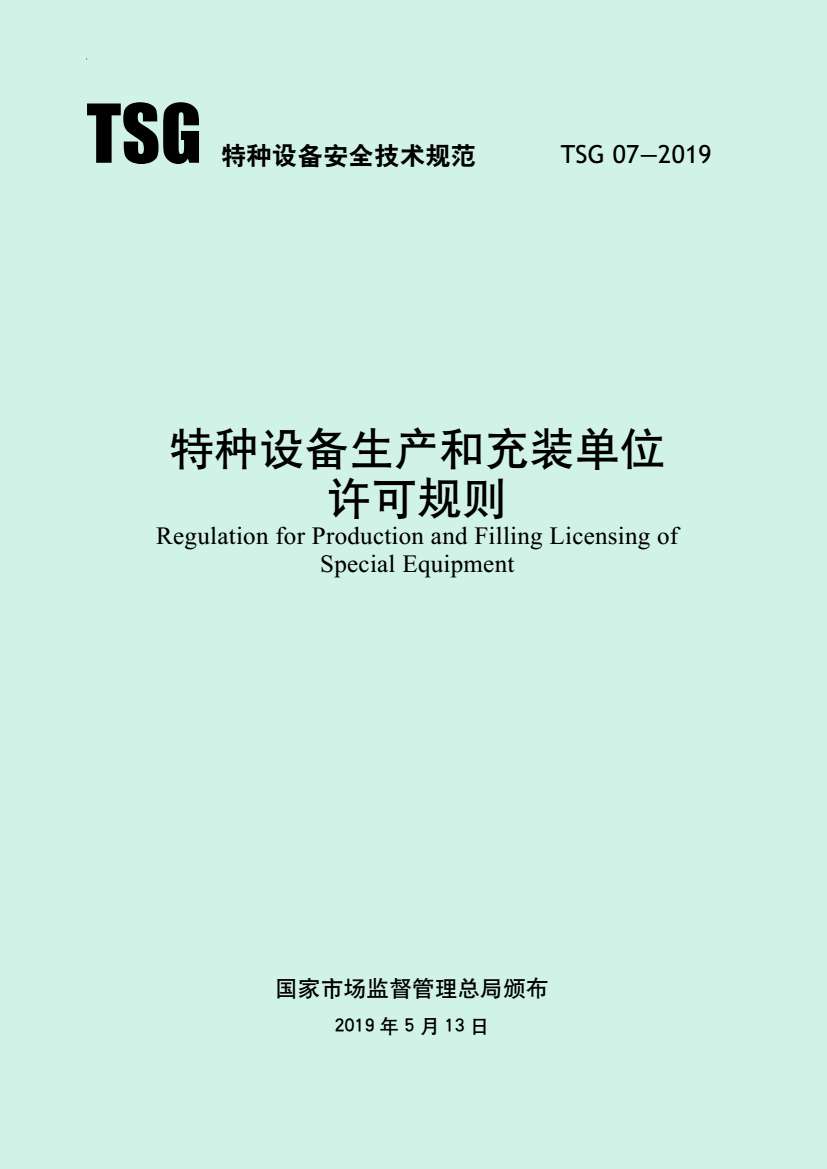 TSG 特种设备安全技术规范 TSG 07—2019
特种设备生产和充装单位
许可规则
Regulation for Production and Filling Licensing of
Special Equipment
国家市场监督管理总局颁布
2019 年 5 月 13 日